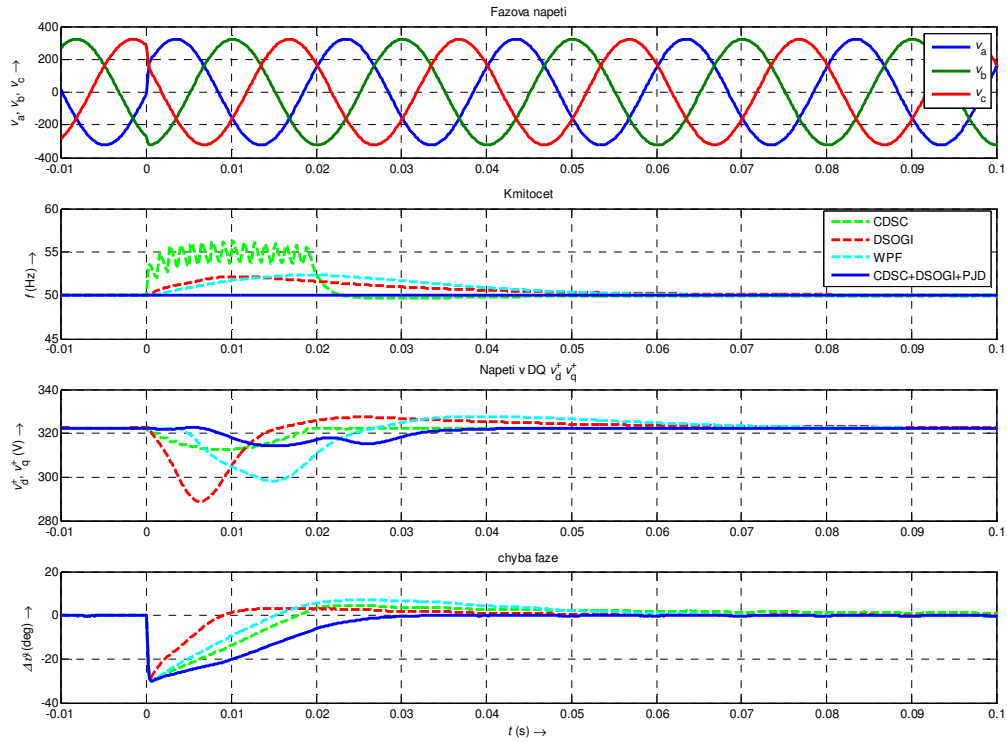 Fazova napeti
400
200
0
-200
-400
v_a, v_b, v_c →
v_a
v_b
v_c
-0.01 0 0.01 0.02 0.03 0.04 0.05 0.06 0.07 0.08 0.09 0.1
Kmitocet
60
55
50
45
f (Hz) →
CDSC
DSOGI
WPF
CDSC+DSOGI+PJD
-0.01 0 0.01 0.02 0.03 0.04 0.05 0.06 0.07 0.08 0.09 0.1
Napeti v DQ v_d^+ v_q^+
340
320
300
280
v_d^+, v_q^+ (V) →
-0.01 0 0.01 0.02 0.03 0.04 0.05 0.06 0.07 0.08 0.09 0.1
chyba faze
20
0
-20
-40
Δϑ (deg) →
-0.01 0 0.01 0.02 0.03 0.04 0.05 0.06 0.07 0.08 0.09 0.1
t (s) →